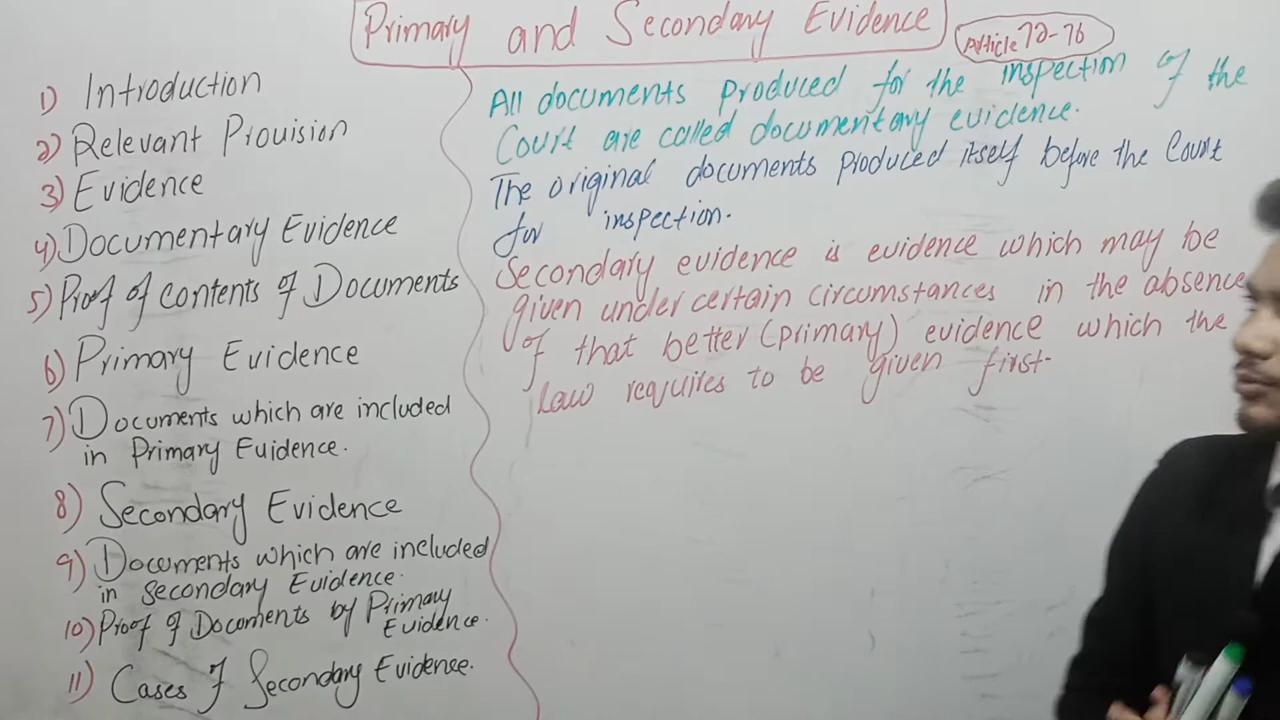 Primary and Secondary Evidence
Article 72-76
1) Introduction
2) Relevant Provision
3) Evidence
4) Documentary Evidence
5) Proof of contents of Documents
6) Primary Evidence
7) Documents which are included
in Primary Evidence.
8) Secondary Evidence
9) Documents which are included
in secondary Evidence.
10) Proof of Documents by Primary
Evidence.
11) Cases of Secondary Evidence.
All documents produced for the inspection of the
Court are called documentary evidence.
The original documents produced itself before the Court
for inspection.
Secondary evidence is evidence which may be
given under certain circumstances in the absence
of that better (primary) evidence which the
law requires to be given first.